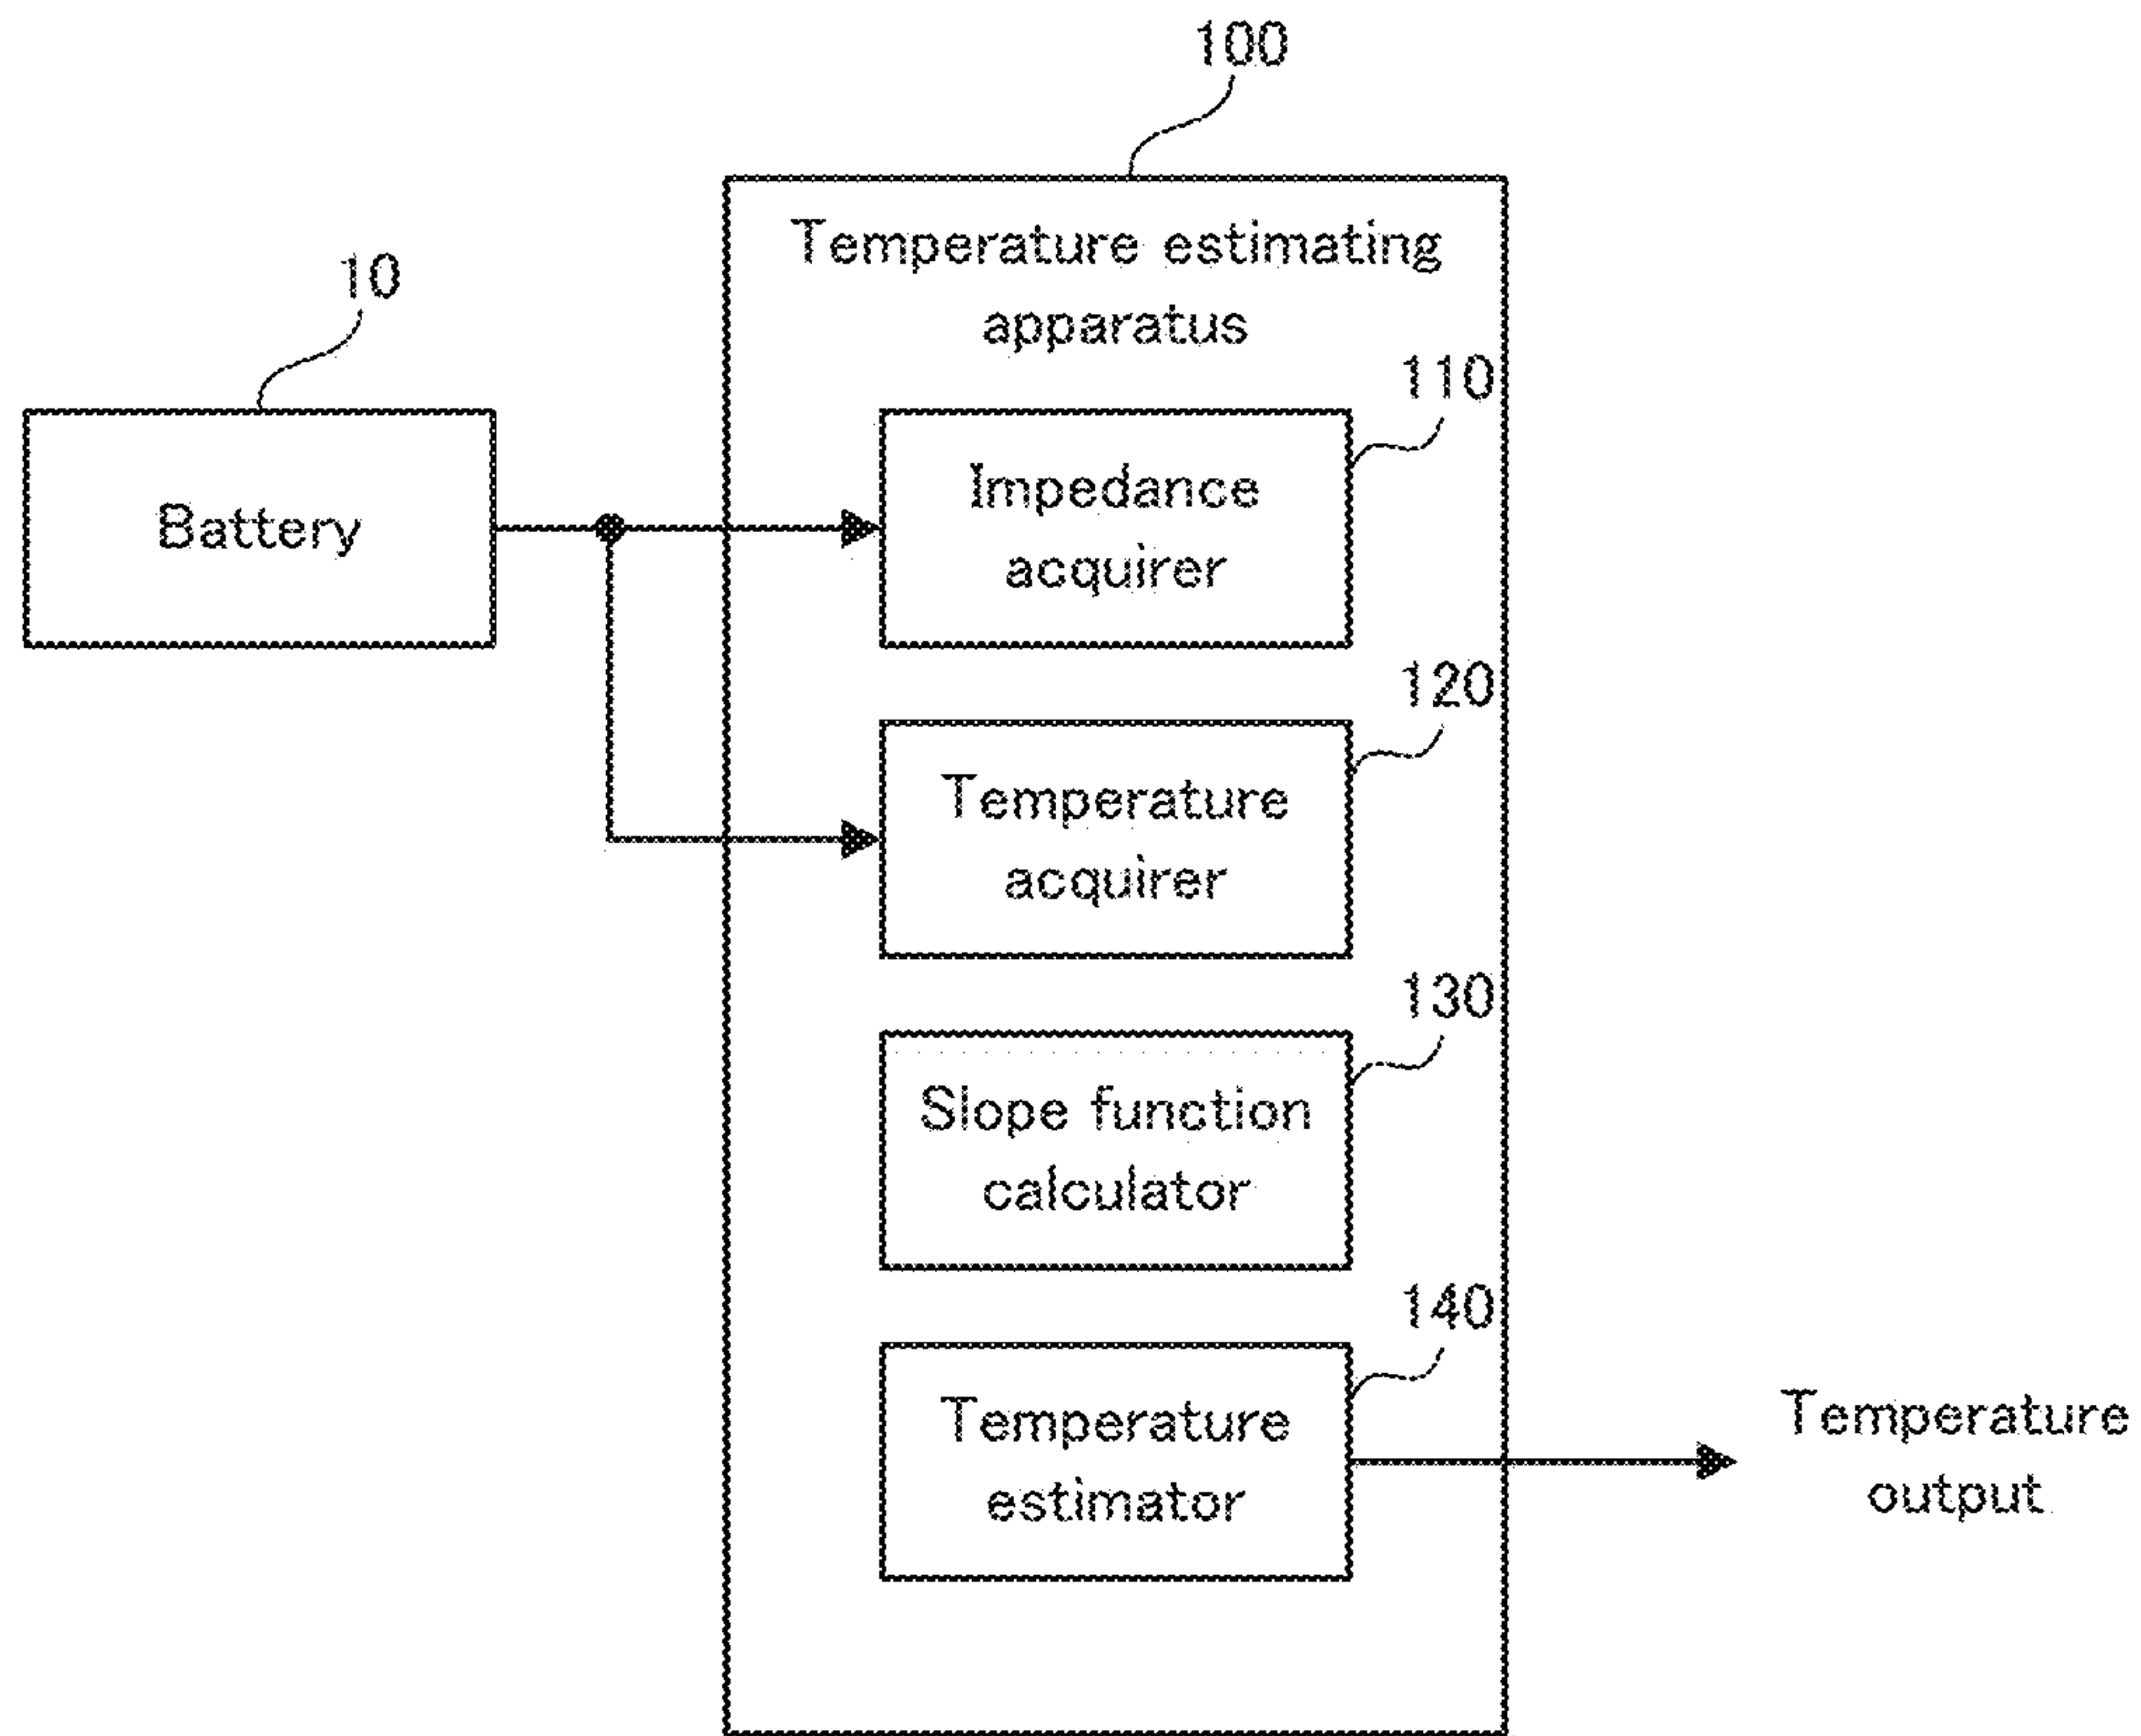 100
Temperature estimating
apparatus
10
Battery
110
Impedance
acquirer
120
Temperature
acquirer
130
Slope function
calculator
140
Temperature
estimator
Temperature
output